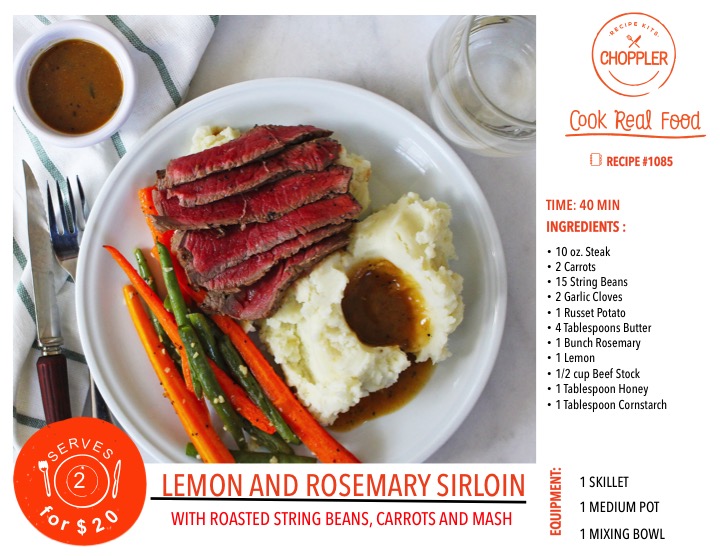 RECIPE KITS
CHOPPLER
Cook Real Food
RECIPE #1085
TIME: 40 MIN
INGREDIENTS :
• 10 oz. Steak
• 2 Carrots
• 15 String Beans
• 2 Garlic Cloves
• 1 Russet Potato
• 4 Tablespoons Butter
• 1 Bunch Rosemary
• 1 Lemon
• 1/2 cup Beef Stock
• 1 Tablespoon Honey
• 1 Tablespoon Cornstarch
SERVES
2
for $ 20
LEMON AND ROSEMARY SIRLOIN
WITH ROASTED STRING BEANS, CARROTS AND MASH
EQUIPMENT:
1 SKILLET
1 MEDIUM POT
1 MIXING BOWL